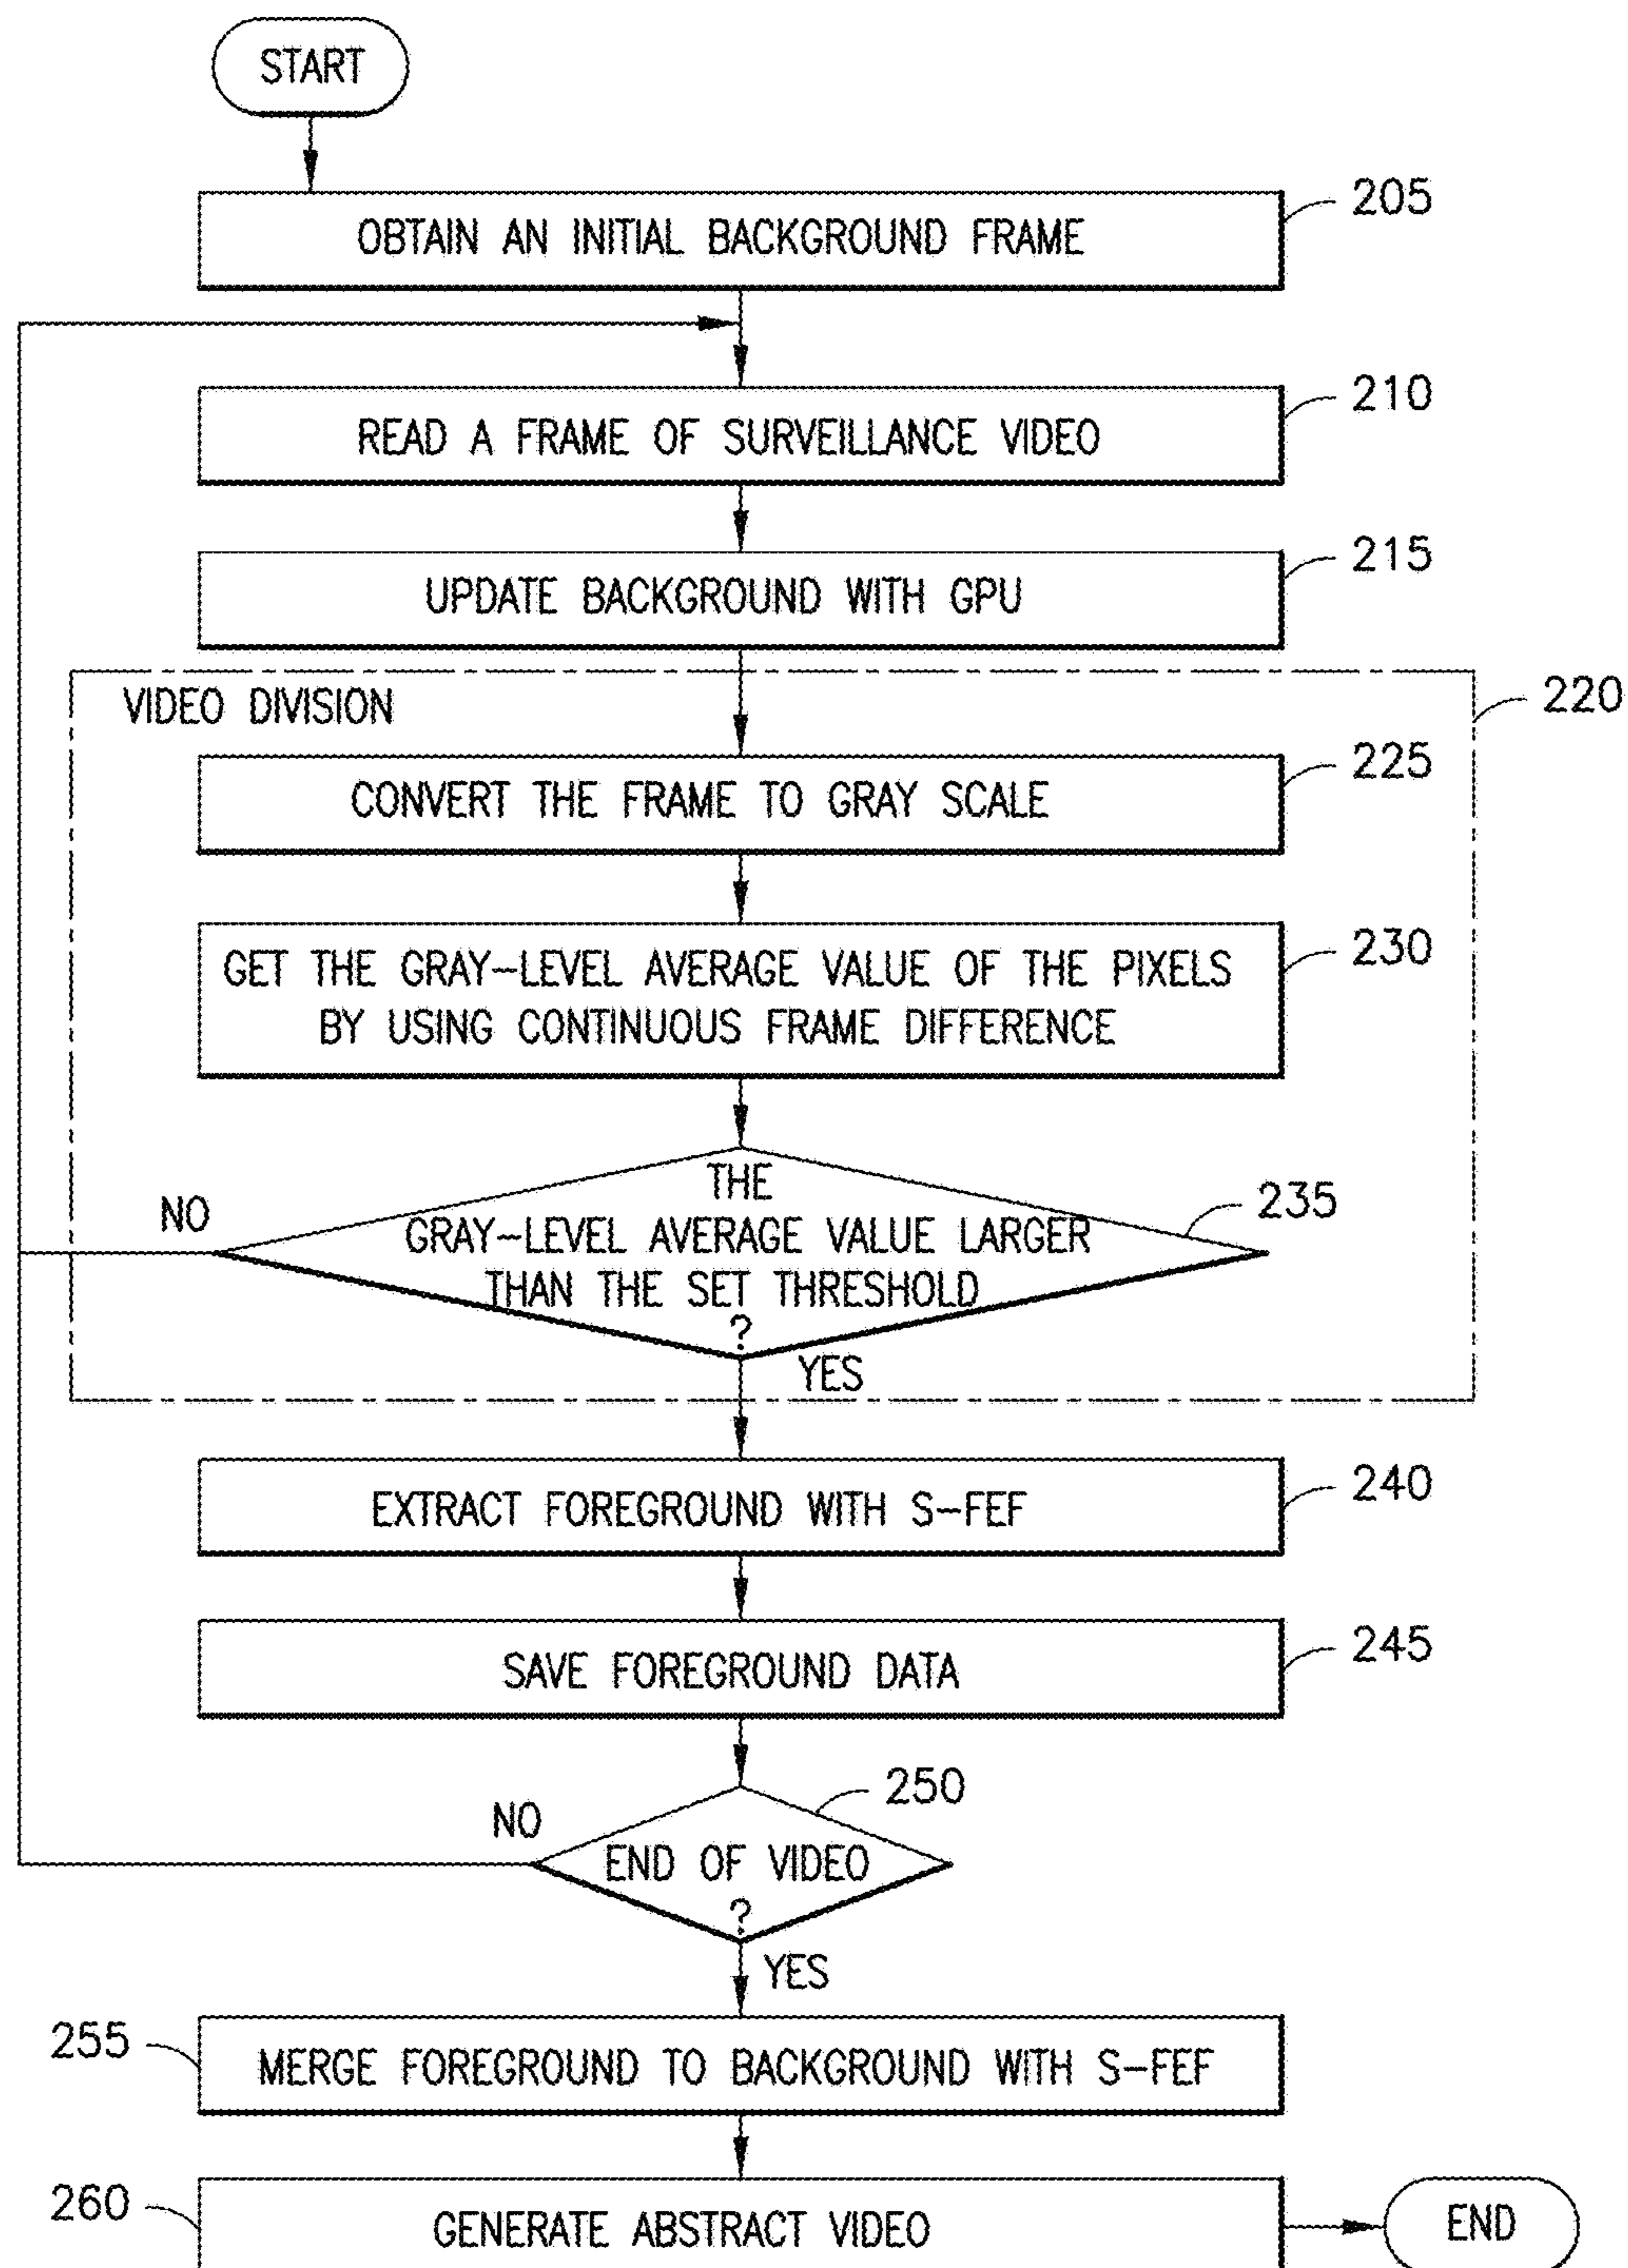 START
OBTAIN AN INITIAL BACKGROUND FRAME
205
READ A FRAME OF SURVEILLANCE VIDEO
210
UPDATE BACKGROUND WITH GPU
215
VIDEO DIVISION
220
CONVERT THE FRAME TO GRAY SCALE
225
GET THE GRAY-LEVEL AVERAGE VALUE OF THE PIXELS
BY USING CONTINUOUS FRAME DIFFERENCE
230
THE
GRAY-LEVEL AVERAGE VALUE LARGER
THAN THE SET THRESHOLD
?
235
NO
YES
EXTRACT FOREGROUND WITH S-FEF
240
SAVE FOREGROUND DATA
245
END OF VIDEO
?
250
NO
YES
255
MERGE FOREGROUND TO BACKGROUND WITH S-FEF
260
GENERATE ABSTRACT VIDEO
END